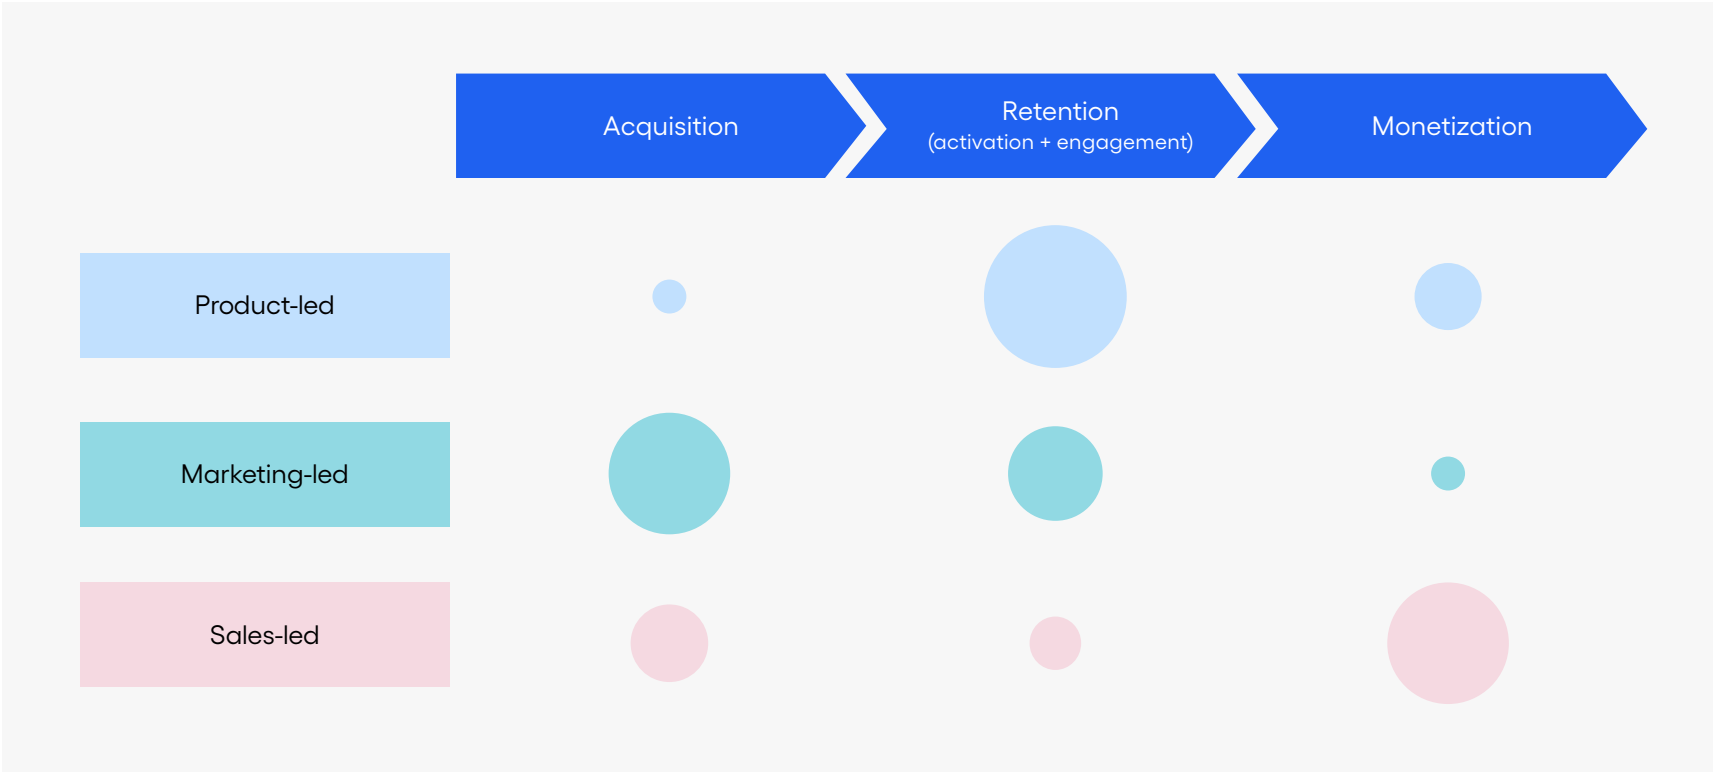 Acquisition
Retention
(activation + engagement)
Monetization
Product-led
Marketing-led
Sales-led